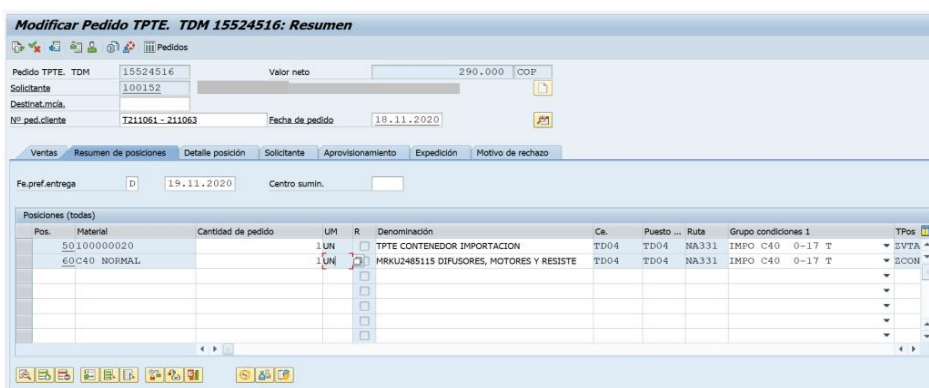 Modificar Pedido TPTE. TDM 15524516: Resumen
Pedidos
Pedido TPTE. TDM 15524516 Valor neto 290.000 COP
Solicitante 100152
Destinat.mcía.
Nº ped.cliente T211061 - 211063 Fecha de pedido 18.11.2020
Ventas Resumen de posiciones Detalle posición Solicitante Aprovisionamiento Expedición Motivo de rechazo
Fe.pref.entrega D 19.11.2020 Centro sumin.
Posiciones (todas)
Pos. Material Cantidad de pedido UM R Denominación Ce. Puesto ... Ruta Grupo condiciones 1 TPos
50 100000020 1 UN TPTE CONTENEDOR IMPORTACION TD04 TD04 NA331 IMPO C40 0-17 T ZVTA
60 C40 NORMAL 1 UN MRKU2485115 DIFUSORES, MOTORES Y RESISTE TD04 TD04 NA331 IMPO C40 0-17 T ZCON